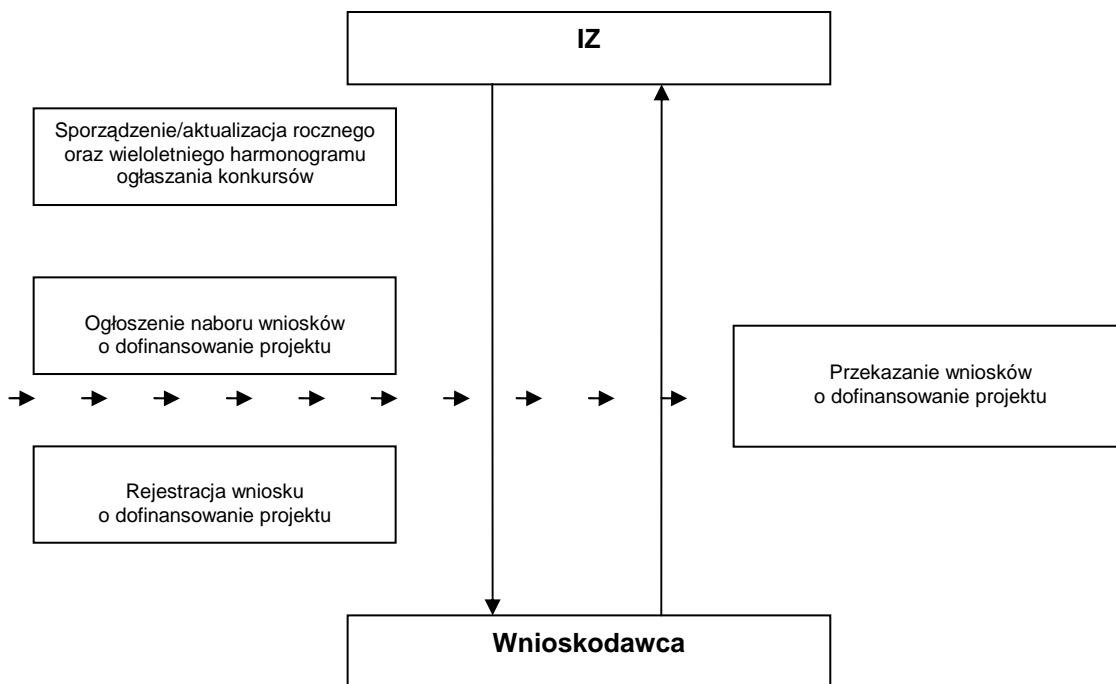 IZ
Sporządzenie/aktualizacja rocznego
oraz wieloletniego harmonogramu
ogłaszania konkursów
Ogłoszenie naboru wniosków
o dofinansowanie projektu
Przekazanie wniosków
o dofinansowanie projektu
Rejestracja wniosku
o dofinansowanie projektu
Wnioskodawca